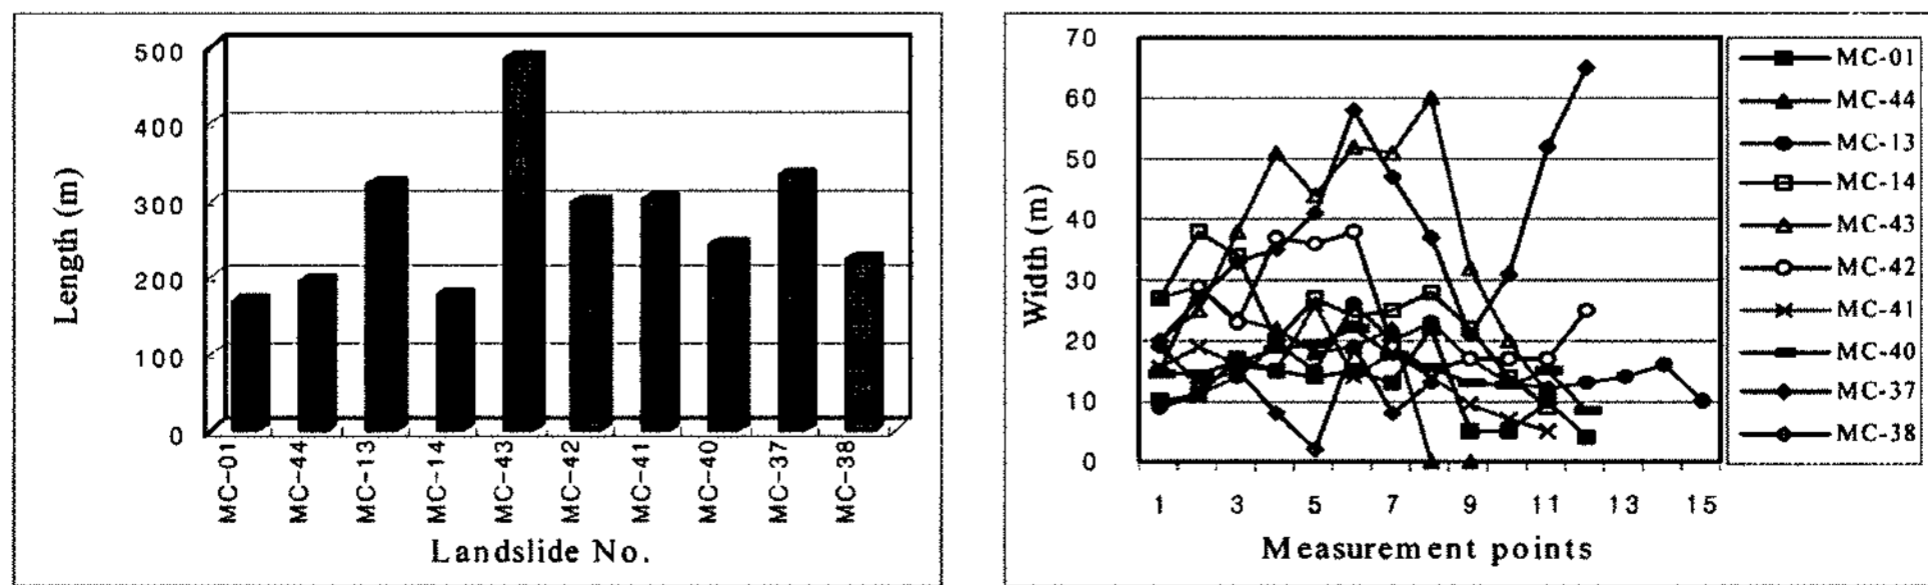 500
400
300
200
100
0
Length (m)
MC-01
MC-44
MC-13
MC-14
MC-43
MC-42
MC-41
MC-40
MC-37
MC-38
Landslide No.
70
60
50
40
30
20
10
0
Width (m)
1 3 5 7 9 11 13 15
Measurement points
MC-01
MC-44
MC-13
MC-14
MC-43
MC-42
MC-41
MC-40
MC-37
MC-38